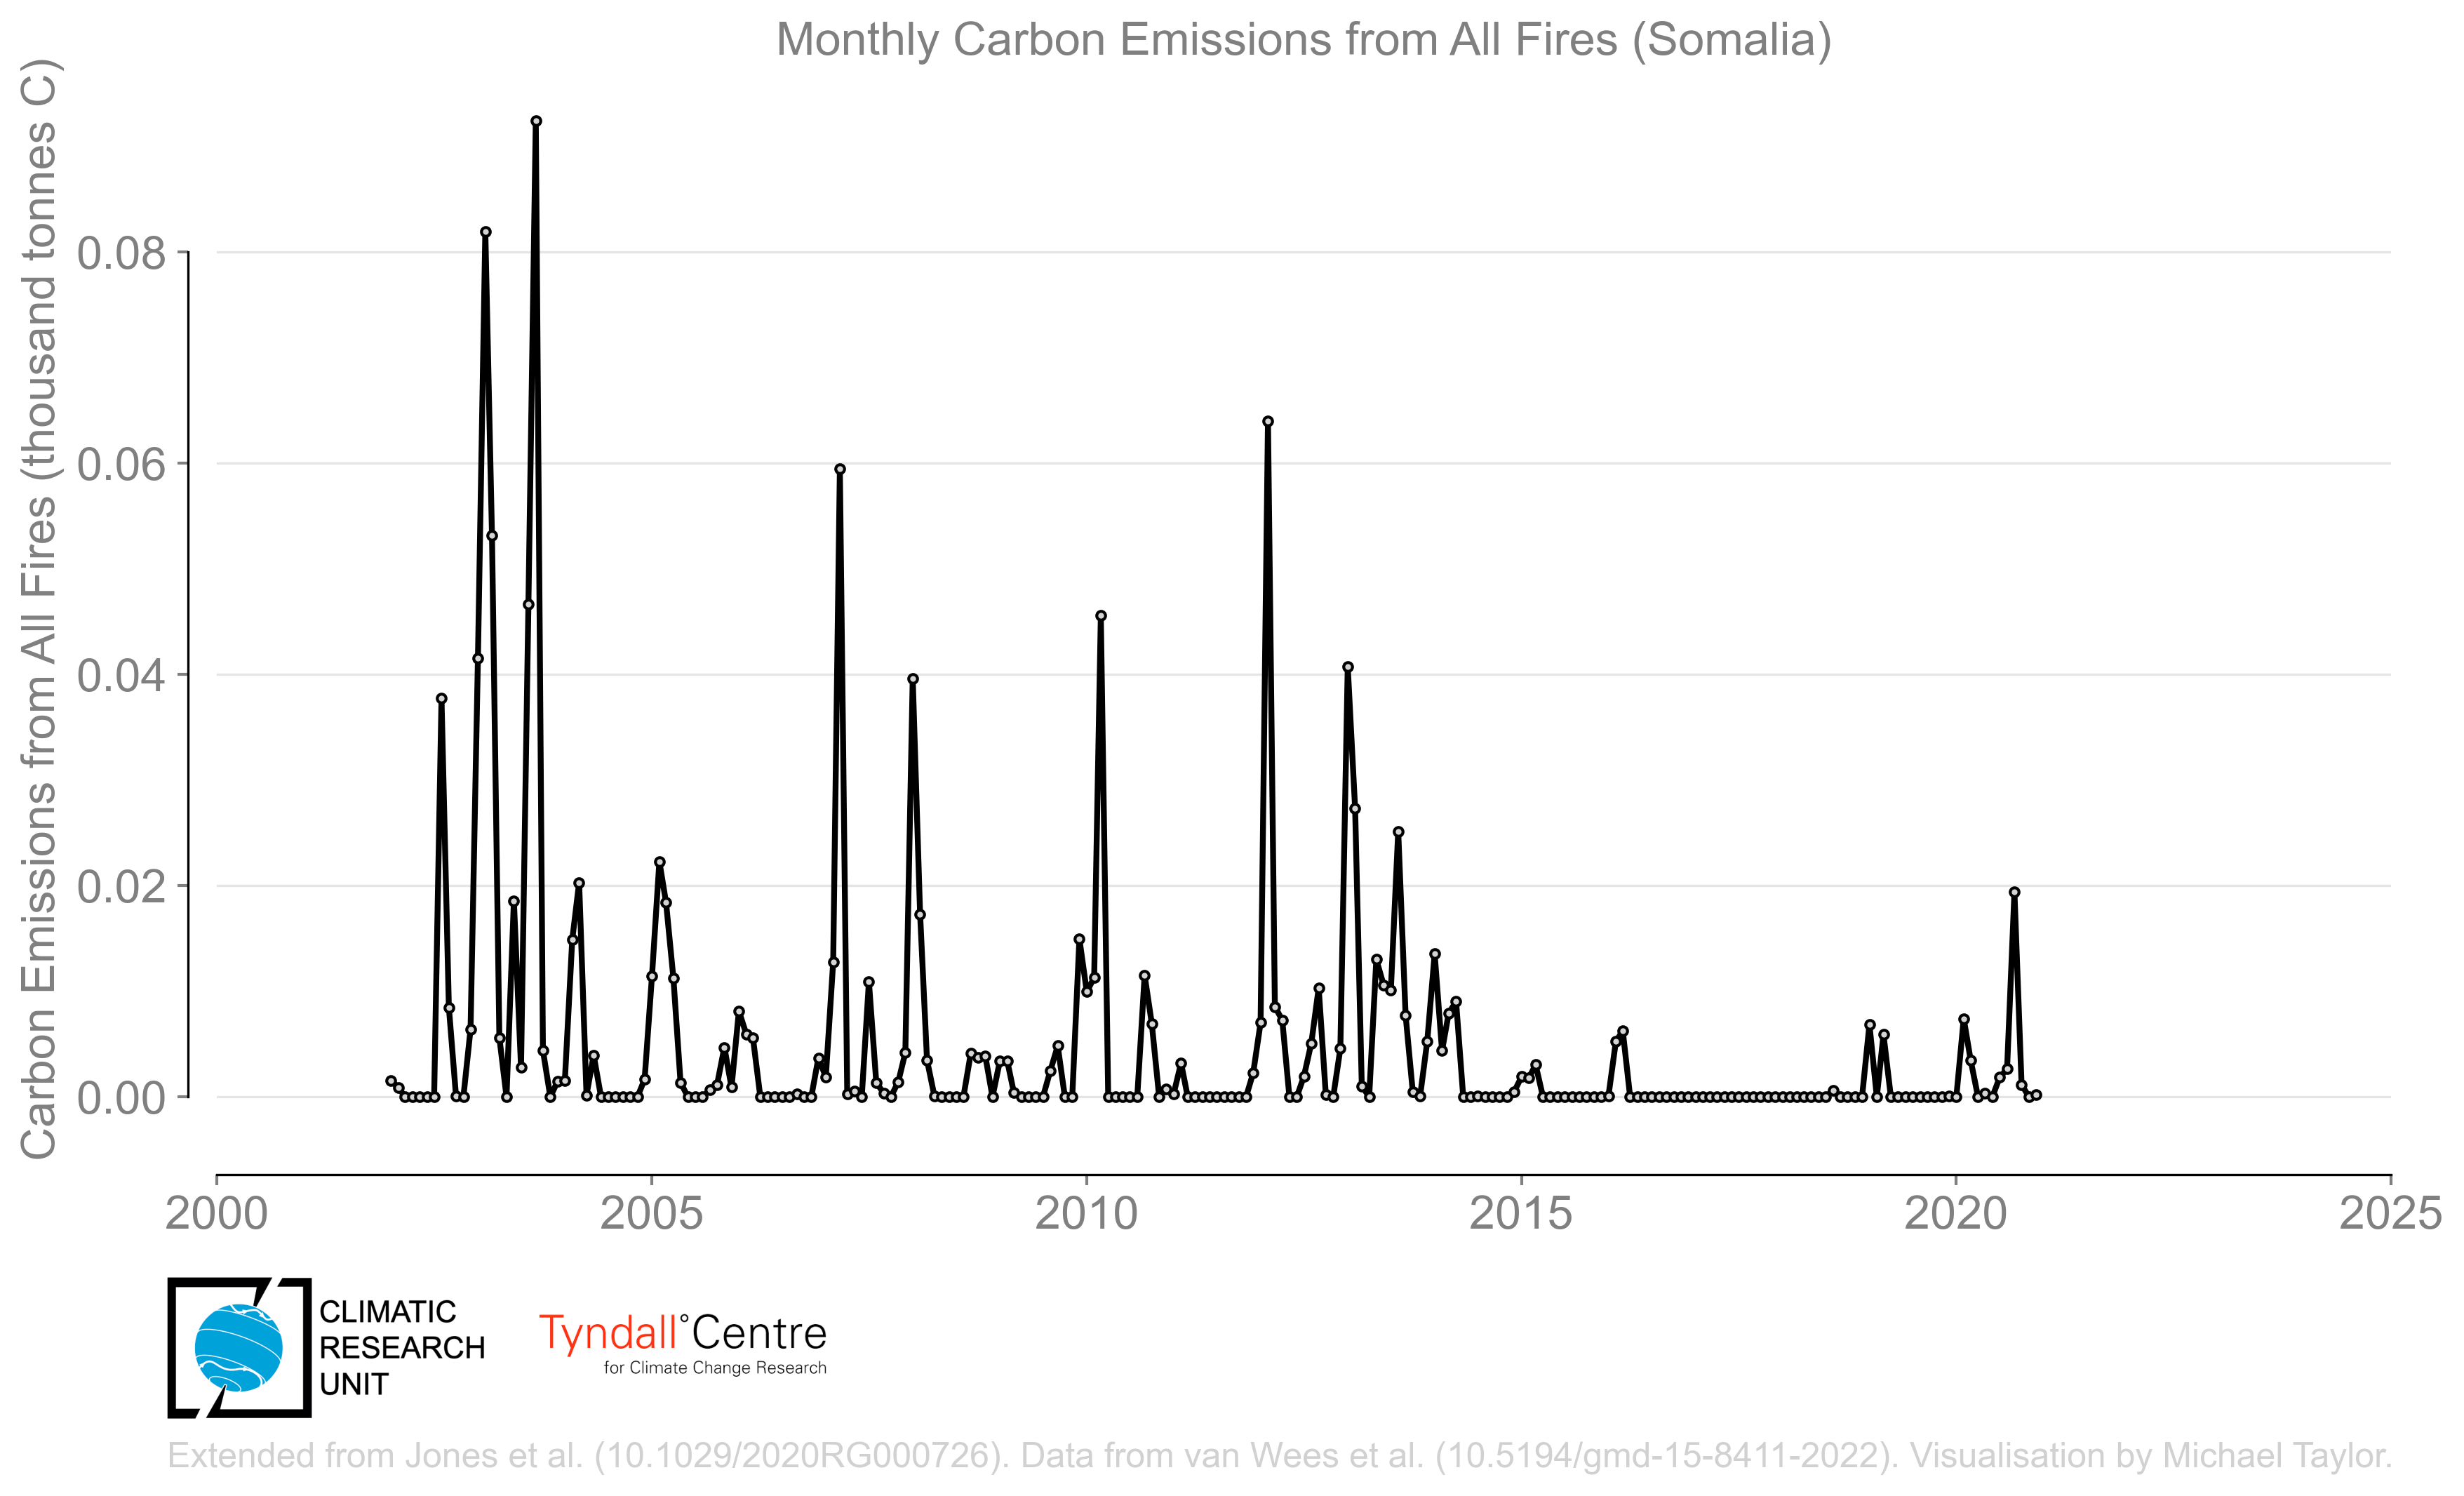 Monthly Carbon Emissions from All Fires (Somalia)
Carbon Emissions from All Fires (thousand tonnes C)
0.08
0.06
0.04
0.02
0.00
2000
2005
2010
2015
2020
2025
CLIMATIC
RESEARCH
UNIT
Tyndall°Centre
for Climate Change Research
Extended from Jones et al. (10.1029/2020RG000726). Data from van Wees et al. (10.5194/gmd-15-8411-2022). Visualisation by Michael Taylor.